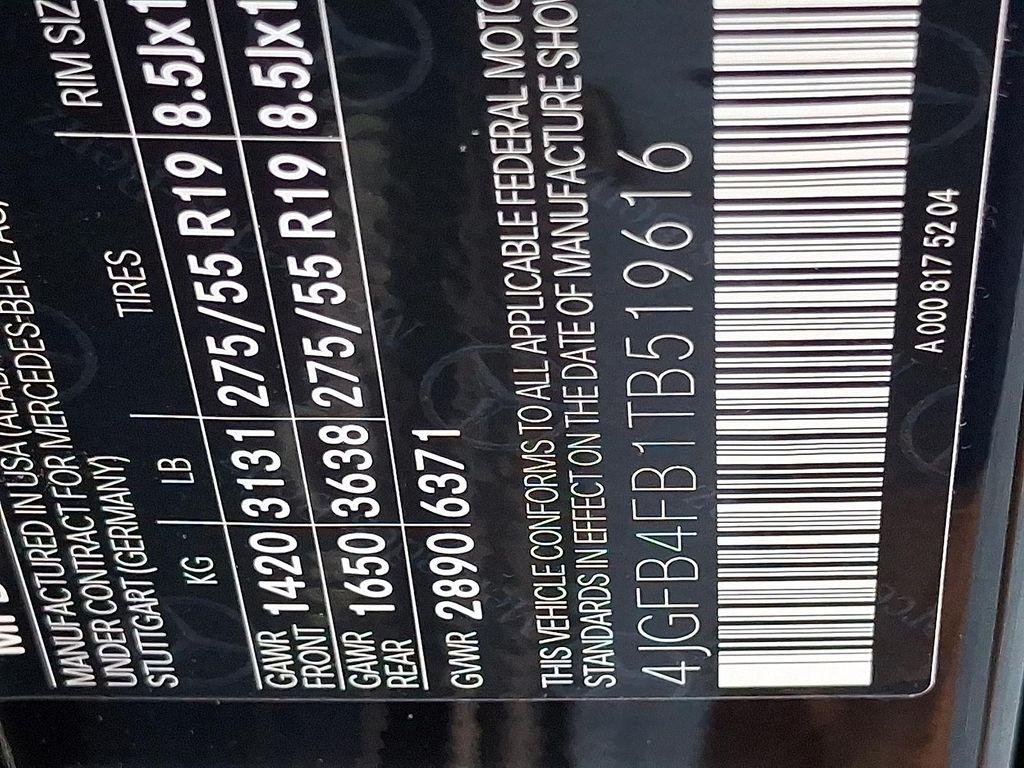 MANUFACTURED IN USA (ALABA
UNDER CONTRACT FOR MERCEDES-BENZ AG,
STUTTGART (GERMANY)
KG LB TIRES RIM SIZ
GAWR FRONT 1420 3131 275/55 R19 8.5Jx1
GAWR REAR 1650 3638 275/55 R19 8.5Jx1
GVWR 2890 6371
THIS VEHICLE CONFORMS TO ALL APPLICABLE FEDERAL MOTO
STANDARDS IN EFFECT ON THE DATE OF MANUFACTURE SHOW
4JGFB4FB1TB519616
A 000 817 52 04